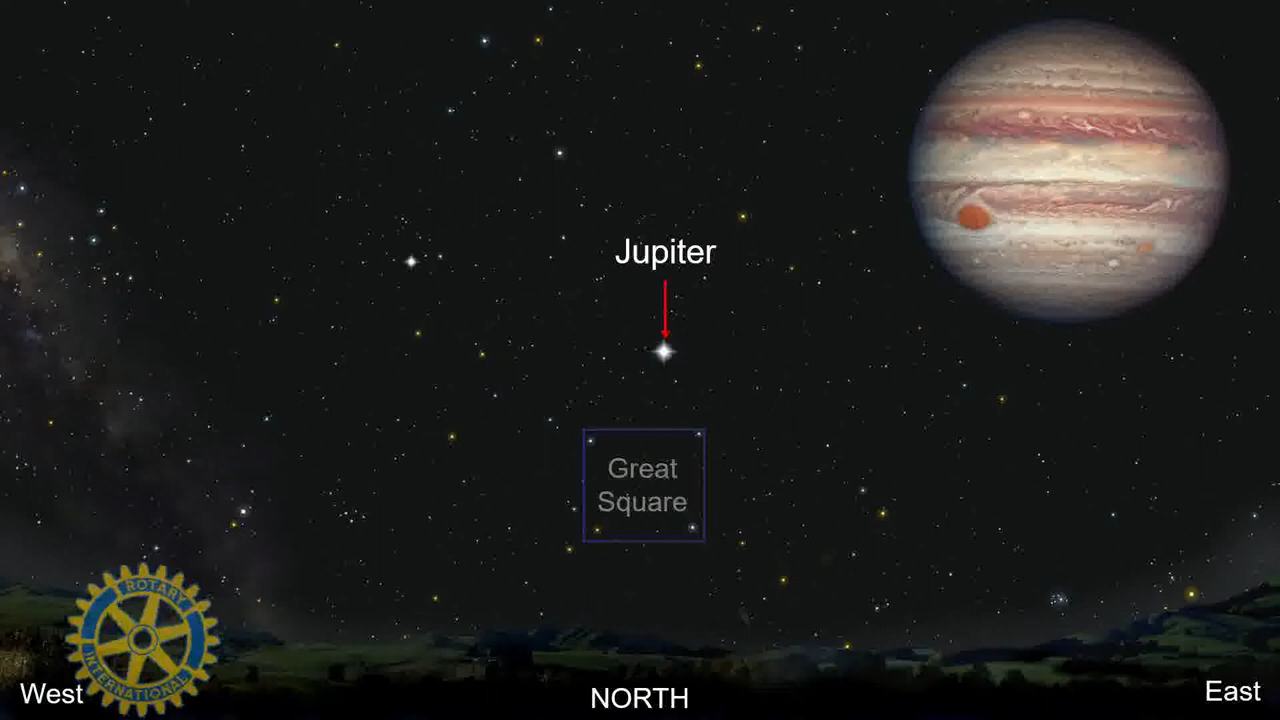 Jupiter
Great
Square
ROTARY
INTERNATIONAL
West
NORTH
East